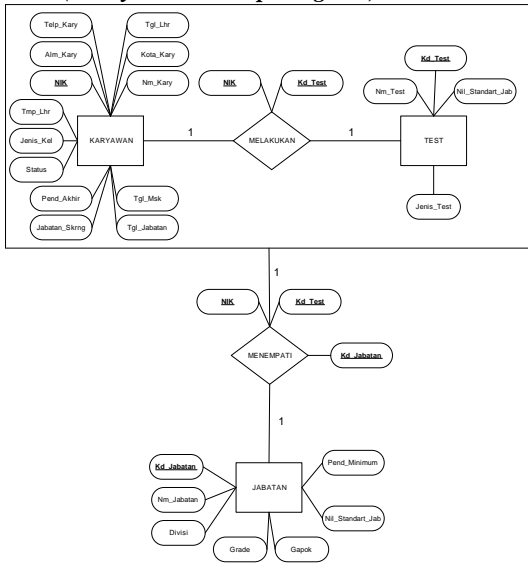 Telp_Kary
Tgl_Lhr
Alm_Kary
Kota_Kary
NIK
Nm_Kary
NIK
Kd_Test
Kd_Test
Nm_Test
Nil_Standart_Jab
Tmp_Lhr
Jenis_Kel
Status
KARYAWAN
1
MELAKUKAN
1
TEST
Pend_Akhir
Tgl_Msk
Jabatan_Skrng
Tgl_Jabatan
Jenis_Test
1
NIK
Kd_Test
MENEMPATI
Kd_Jabatan
1
Kd_Jabatan
Pend_Minimum
Nm_Jabatan
JABATAN
Divisi
Nil_Standart_Jab
Grade
Gapok